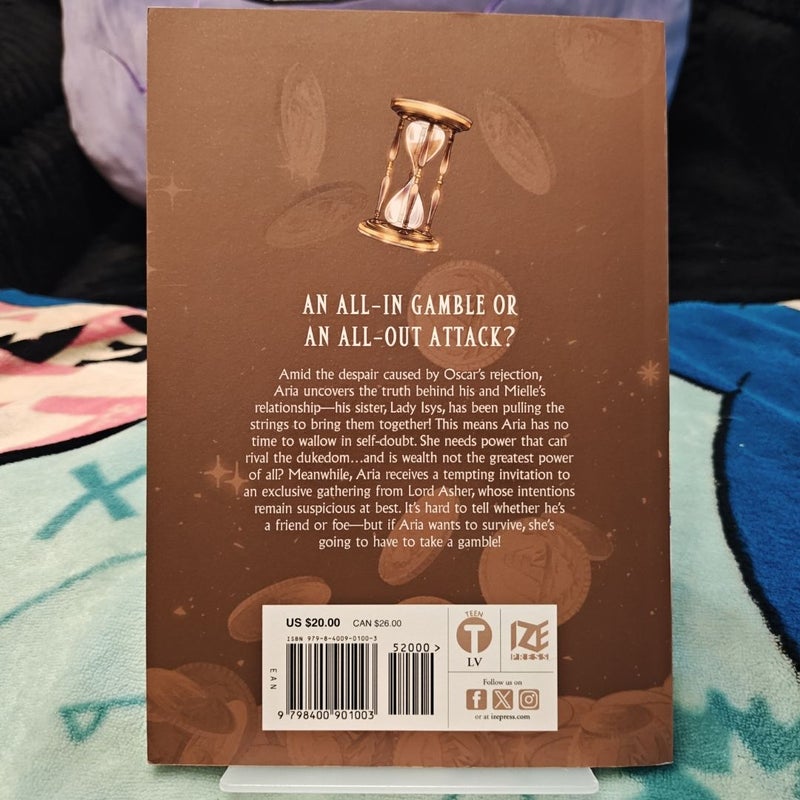 AN ALL-IN GAMBLE OR
AN ALL-OUT ATTACK?
Amid the despair caused by Oscar's rejection,
Aria uncovers the truth behind his and Mielle's
relationship—his sister, Lady Isys, has been pulling the
strings to bring them together! This means Aria has no
time to wallow in self-doubt. She needs power that can
rival the dukedom...and is wealth not the greatest power
of all? Meanwhile, Aria receives a tempting invitation to
an exclusive gathering from Lord Asher, whose intentions
remain suspicious at best. It's hard to tell whether he's
a friend or foe—but if Aria wants to survive, she's
going to have to take a gamble!
US $20.00 CAN $26.00
ISBN 979-8-4009-0100-3
52000 >
EAN
9 798400 901003
TEEN
T
LV
IZE
PRESS
Follow us on
or at izepress.com